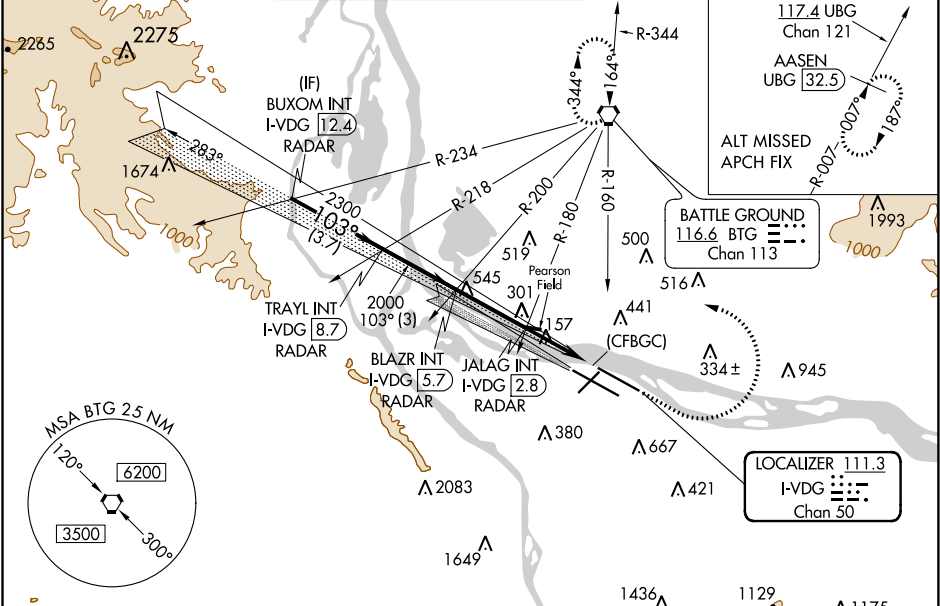 2265
2275
(IF)
BUXOM INT
I-VDG 12.4
RADAR
283°
1674
1000
R-234
R-218
R-200
R-180
R-160
R-344
344°
164°
2300
103°
(3.7)
TRAYL INT
I-VDG 8.7
RADAR
2000
103° (3)
BLAZR INT
I-VDG 5.7
RADAR
JALAG INT
I-VDG 2.8
RADAR
545
519
Pearson
Field
301
157
500
516
441
(CFBGC)
334 ±
945
BATTLE GROUND
116.6 BTG
Chan 113
1993
1000
117.4 UBG
Chan 121
AASEN
UBG 32.5
007°
187°
R-007
ALT MISSED
APCH FIX
MSA BTG 25 NM
120°
6200
3500
300°
380
667
421
2083
1649
LOCALIZER 111.3
I-VDG
Chan 50
1436
1129
1175